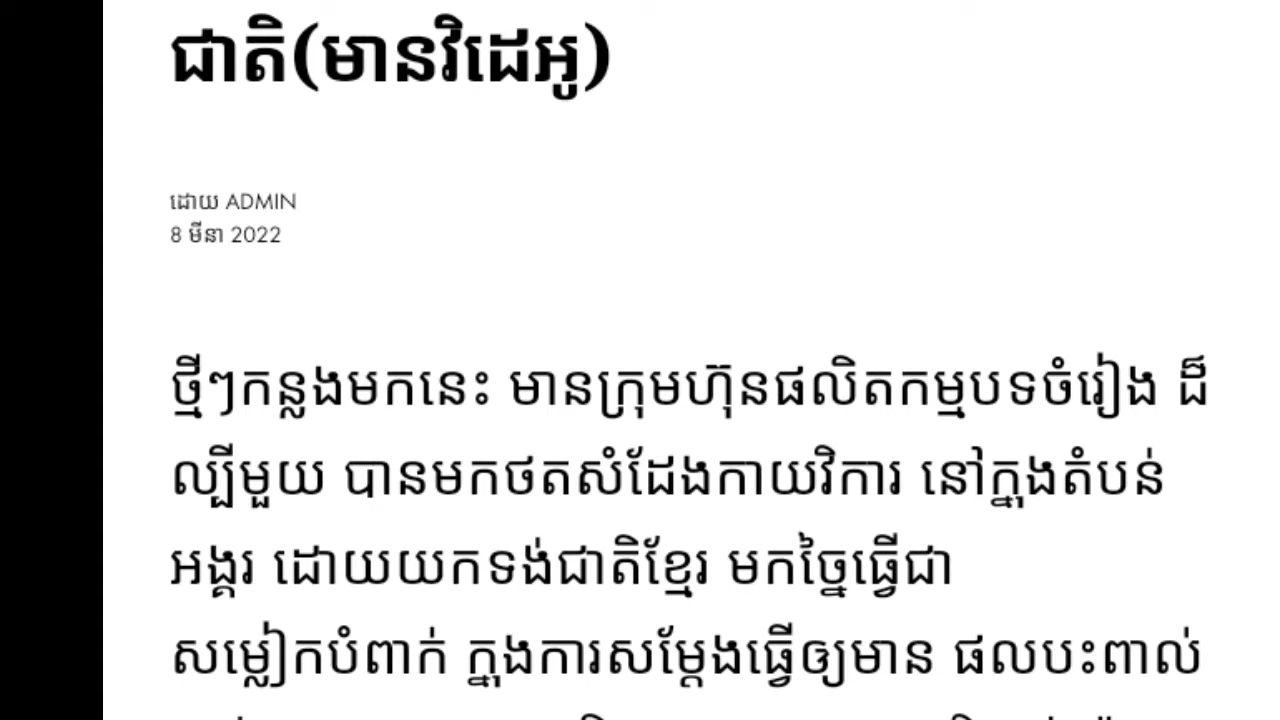 ជាតិ(មានវិដេអូ)
ដោយ ADMIN
8 មីនា 2022
ថ្មីៗកន្លងមកនេះ មានក្រុមហ៊ុនផលិតកម្មបទចំរៀង ដ៏
ល្បីមួយ បានមកថតសំដែងកាយវិការ នៅក្នុងតំបន់
អង្គរ ដោយយកទង់ជាតិខ្មែរ មកច្នៃធ្វើជា
សម្លៀកបំពាក់ ក្នុងការសម្តែងធ្វើឲ្យមាន ផលបះពាល់